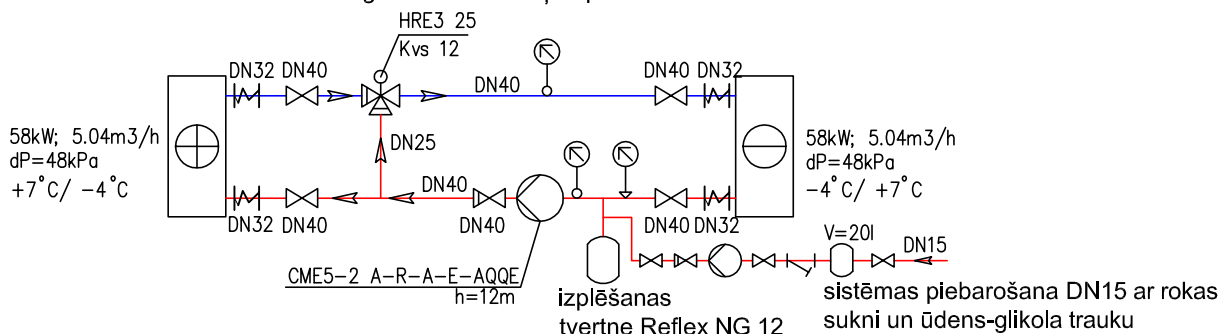 HRE3 25
Kvs 12
DN32
DN40
DN40
DN40
DN32
58kW; 5.04m3/h
dP=48kPa
+7°C/ -4°C
DN25
58kW; 5.04m3/h
dP=48kPa
-4°C/ +7°C
DN40
DN32
DN40
DN40
DN40
DN32
V=20l
DN15
CME5-2 A-R-A-E-AQQE
h=12m
izplēšanas
tvertne Reflex NG 12
sistēmas piebarošana DN15 ar rokas
sukni un ūdens-glikola trauku